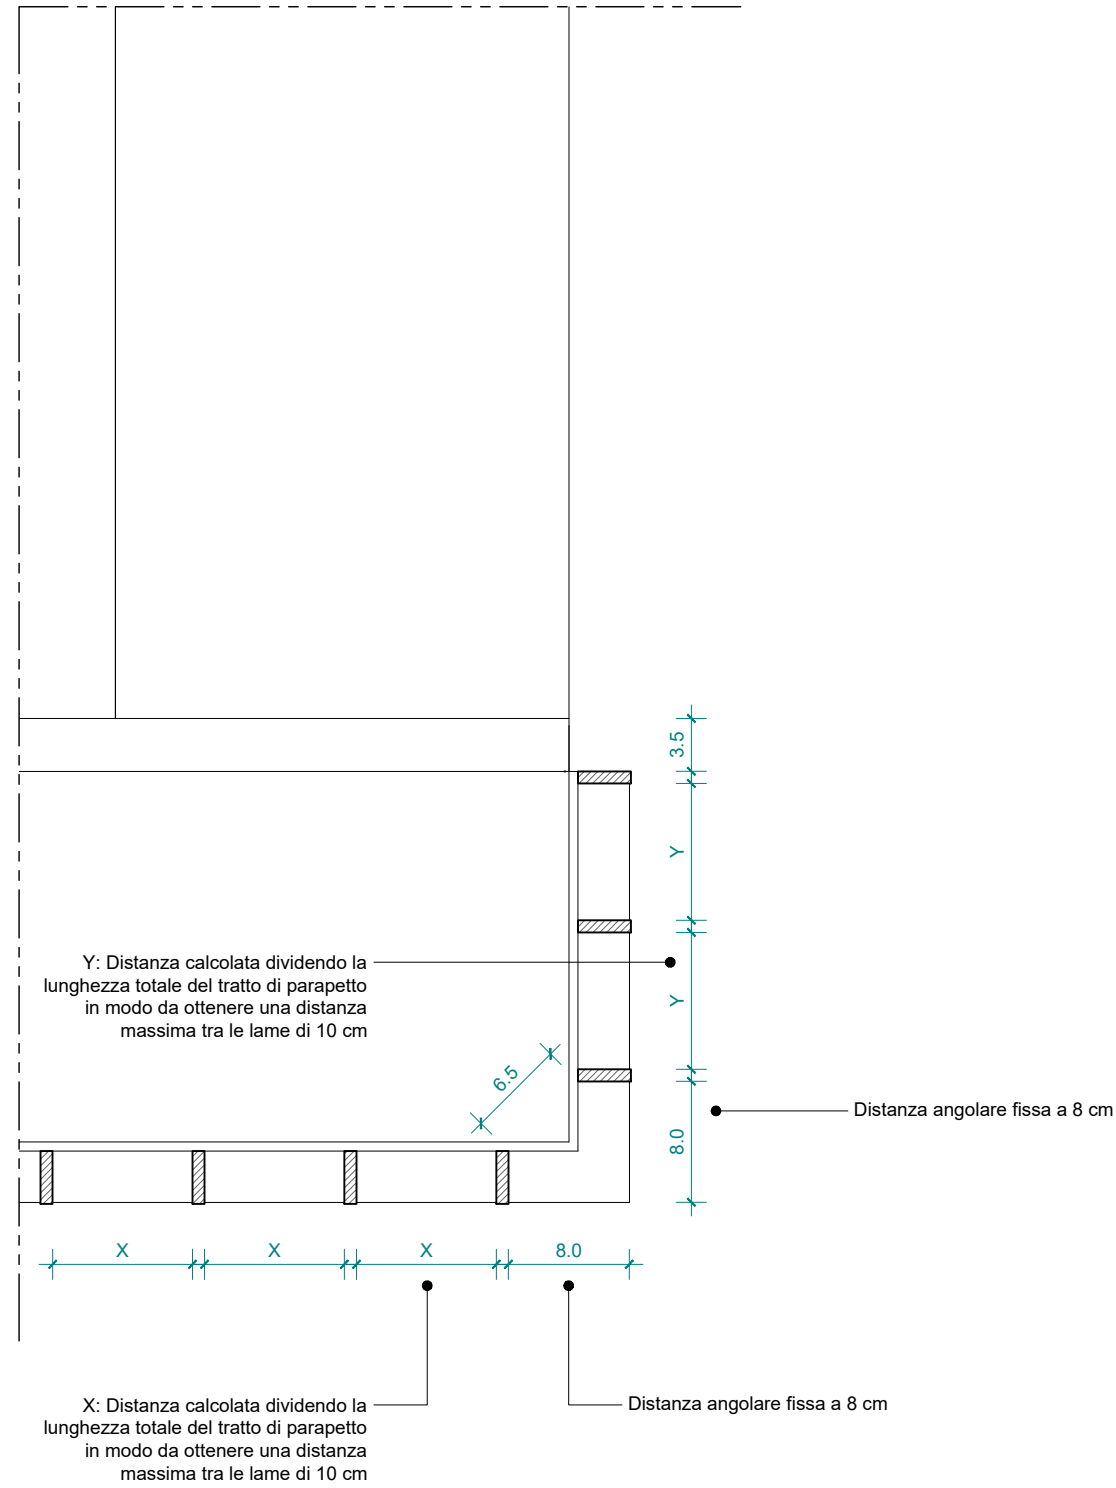 3.5
Y
Y: Distanza calcolata dividendo la
lunghezza totale del tratto di parapetto
in modo da ottenere una distanza
massima tra le lame di 10 cm
Y
6.5
Distanza angolare fissa a 8 cm
8.0
X
X
X
8.0
X: Distanza calcolata dividendo la
lunghezza totale del tratto di parapetto
in modo da ottenere una distanza
massima tra le lame di 10 cm
Distanza angolare fissa a 8 cm